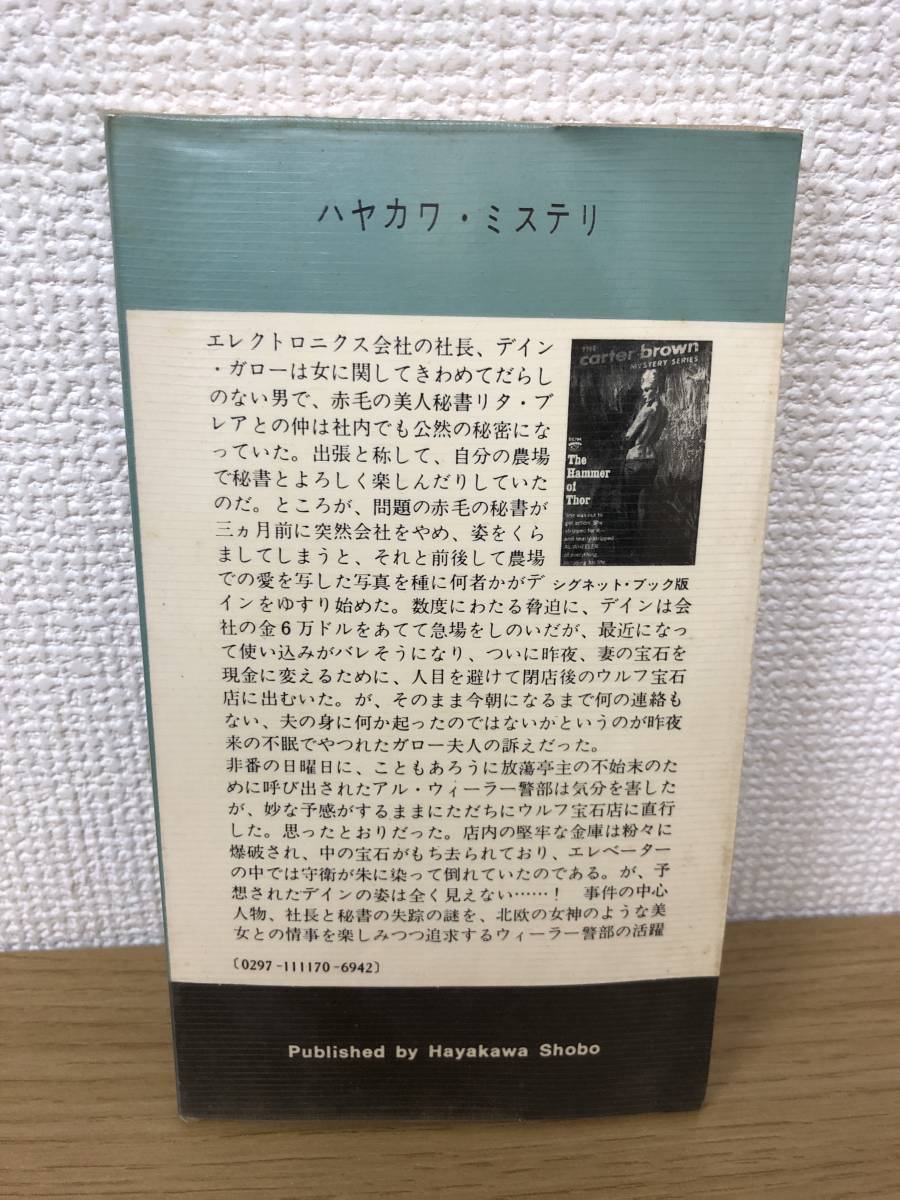 ハヤカワ・ミステリ
エレクトロニクス会社の社長、デイン
・ガローは女に関してきわめてだらし
のない男で、赤毛の美人秘書リタ・ブ
レアとの仲は社内でも公然の秘密にな
っていた。出張と称して、自分の農場
で秘書とよろしく楽しんだりしていた
のだ。ところが、問題の赤毛の秘書が
三ヵ月前に突然会社をやめ、姿をくら
ましてしまうと、それと前後して農場
での愛を写した写真を種に何者かがデ
インをゆすり始めた。数度にわたる脅迫に、デインは会
社の金6万ドルをあてて急場をしのいだが、最近になっ
て使い込みがバレそうになり、ついに昨夜、妻の宝石を
現金に変えるために、人目を避けて閉店後のウルフ宝石
店に出むいた。が、そのまま今朝になるまで何の連絡も
ない、夫の身に何か起ったのではないかというのが昨夜
来の不眠でやつれたガロー夫人の訴えだった。
非番の日曜日に、こともあろうに放蕩亭主の不始末のた
めに呼び出されたアル・ウィーラー警部は気分を害した
が、妙な予感がするままにただちにウルフ宝石店に直行
した。思ったとおりだった。店内の堅牢な金庫は粉々に
爆破され、中の宝石がもち去られており、エレベーター
の中では守衛が朱に染って倒れていたのである。が、予
想されたデインの姿は全く見えない……！ 事件の中心
人物、社長と秘書の失踪の謎を、北欧の女神のような美
女との情事を楽しみつつ追求するウィーラー警部の活躍
THE
carter brown
MYSTERY SERIES
The
Hammer
of
Thor
She was out to
get action. She
stripped for it—
and nearly stripped
AL WHEELER
of everything,
including his life
シグネット・ブック版
〔0297-111170-6942〕
Published by Hayakawa Shobo